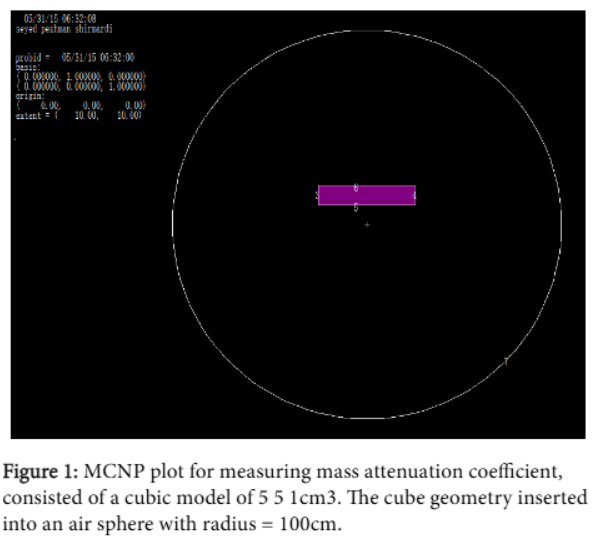 05/31/15 06:32:08
seyed pezhman shirmardi
probid = 05/31/15 06:32:00
basis:
( 0.000000, 1.000000, 0.000000)
( 0.000000, 0.000000, 1.000000)
origin:
( 0.00, 0.00, 0.00)
extent = ( 10.00, 10.00)
6
3 4
5
7
Figure 1: MCNP plot for measuring mass attenuation coefficient,
consisted of a cubic model of 5 5 1cm3. The cube geometry inserted
into an air sphere with radius = 100cm.